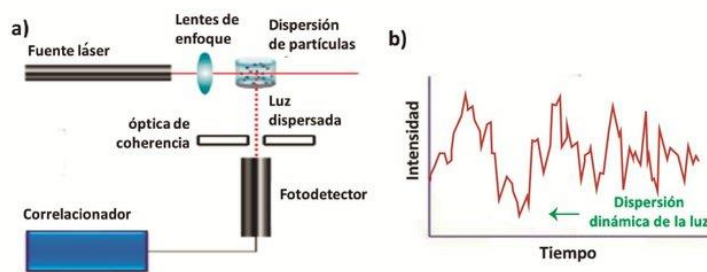 a)
Lentes de
enfoque
Dispersión
de partículas
Fuente láser
Luz
dispersada
óptica de
coherencia
Fotodetector
Correlacionador
b)
Intensidad
Dispersión
dinámica de la luz
Tiempo